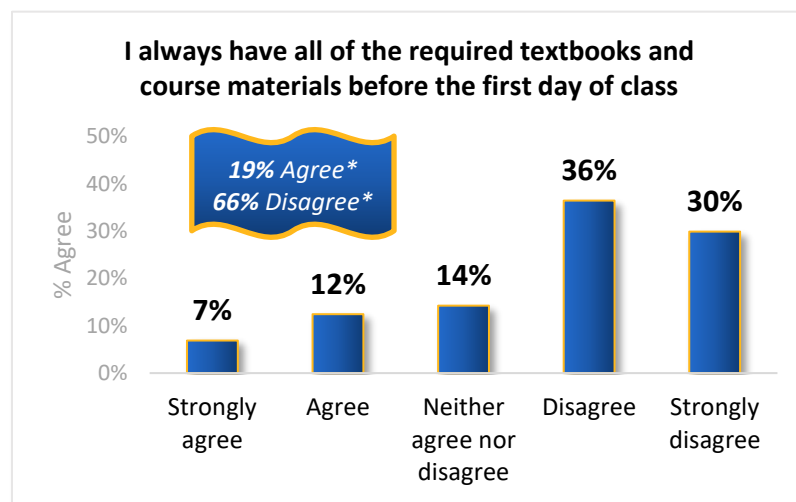 I always have all of the required textbooks and
course materials before the first day of class
% Agree
50%
40%
30%
20%
10%
0%
19% Agree*
66% Disagree*
7%
12%
14%
36%
30%
Strongly
agree
Agree
Neither
agree nor
disagree
Disagree
Strongly
disagree